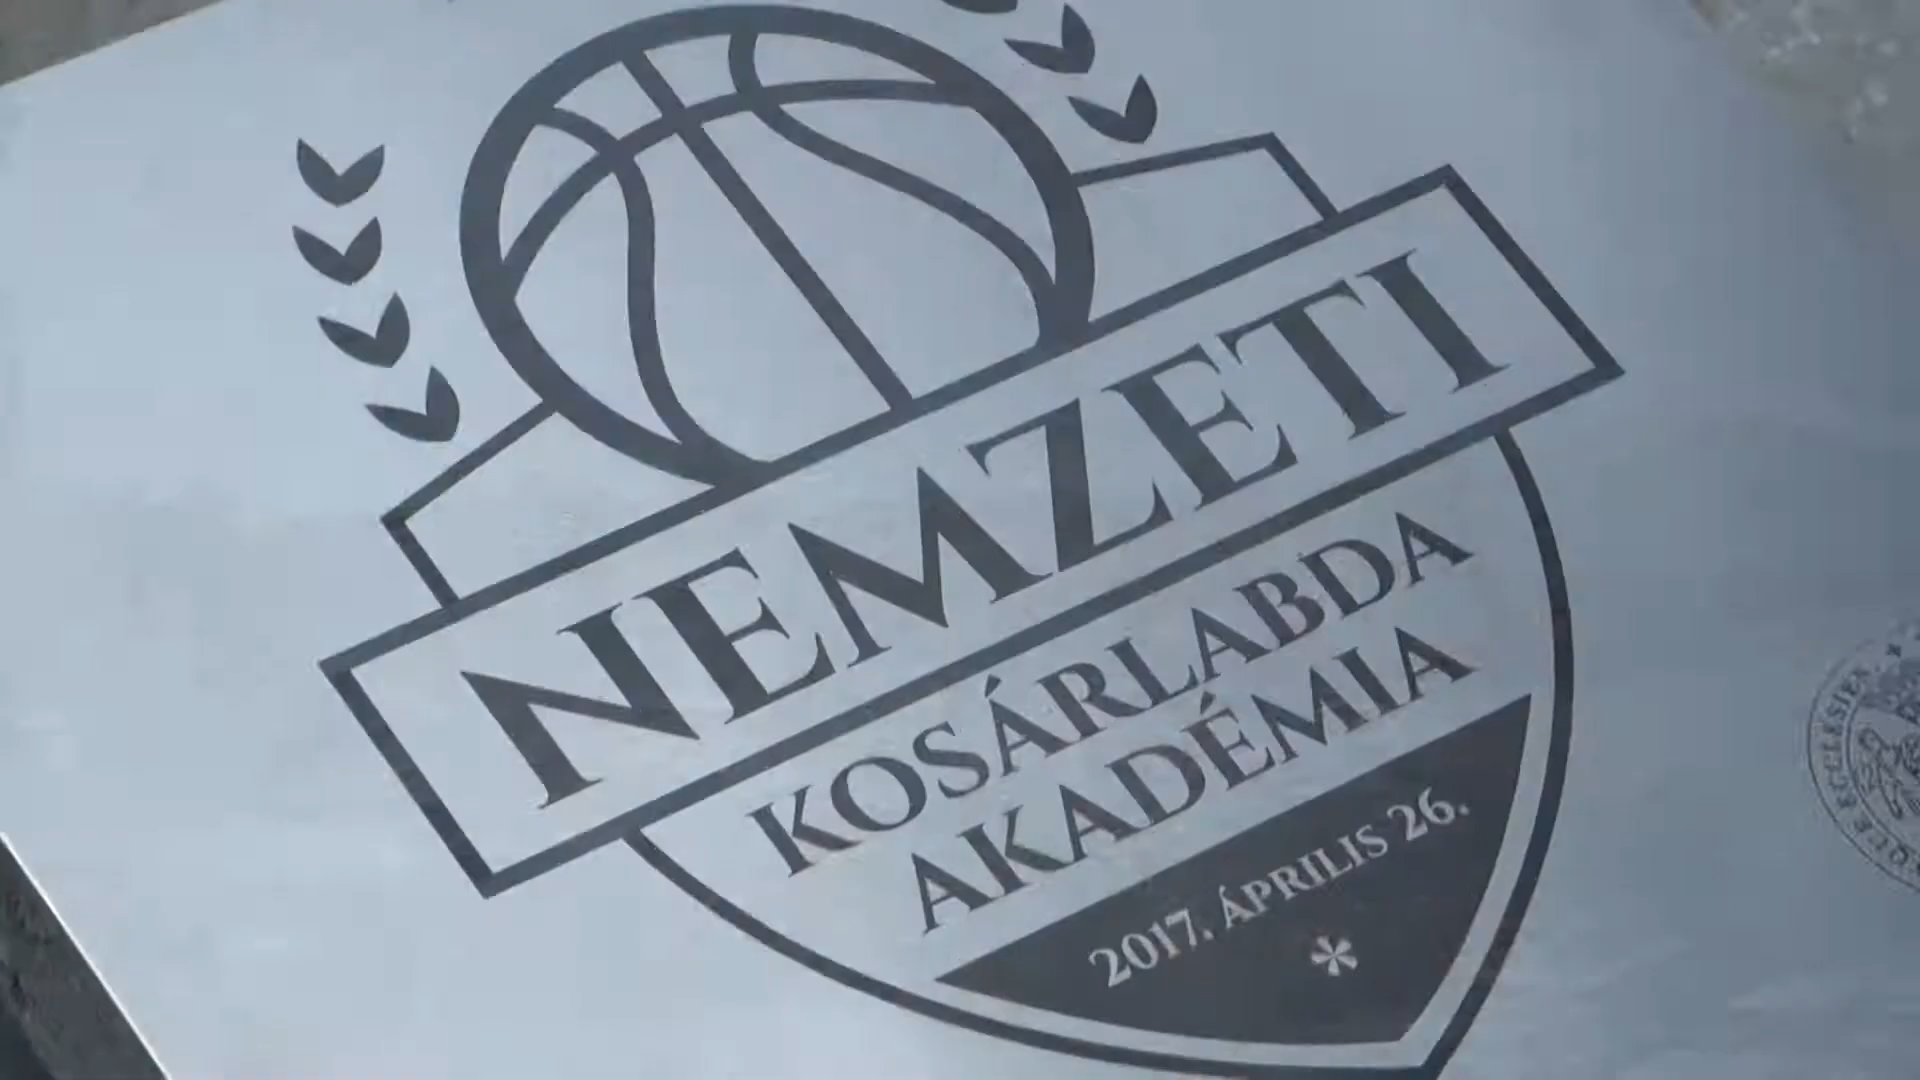 NEMZETI
KOSÁRLABDA
AKADÉMIA
2017. ÁPRILIS 26.
*